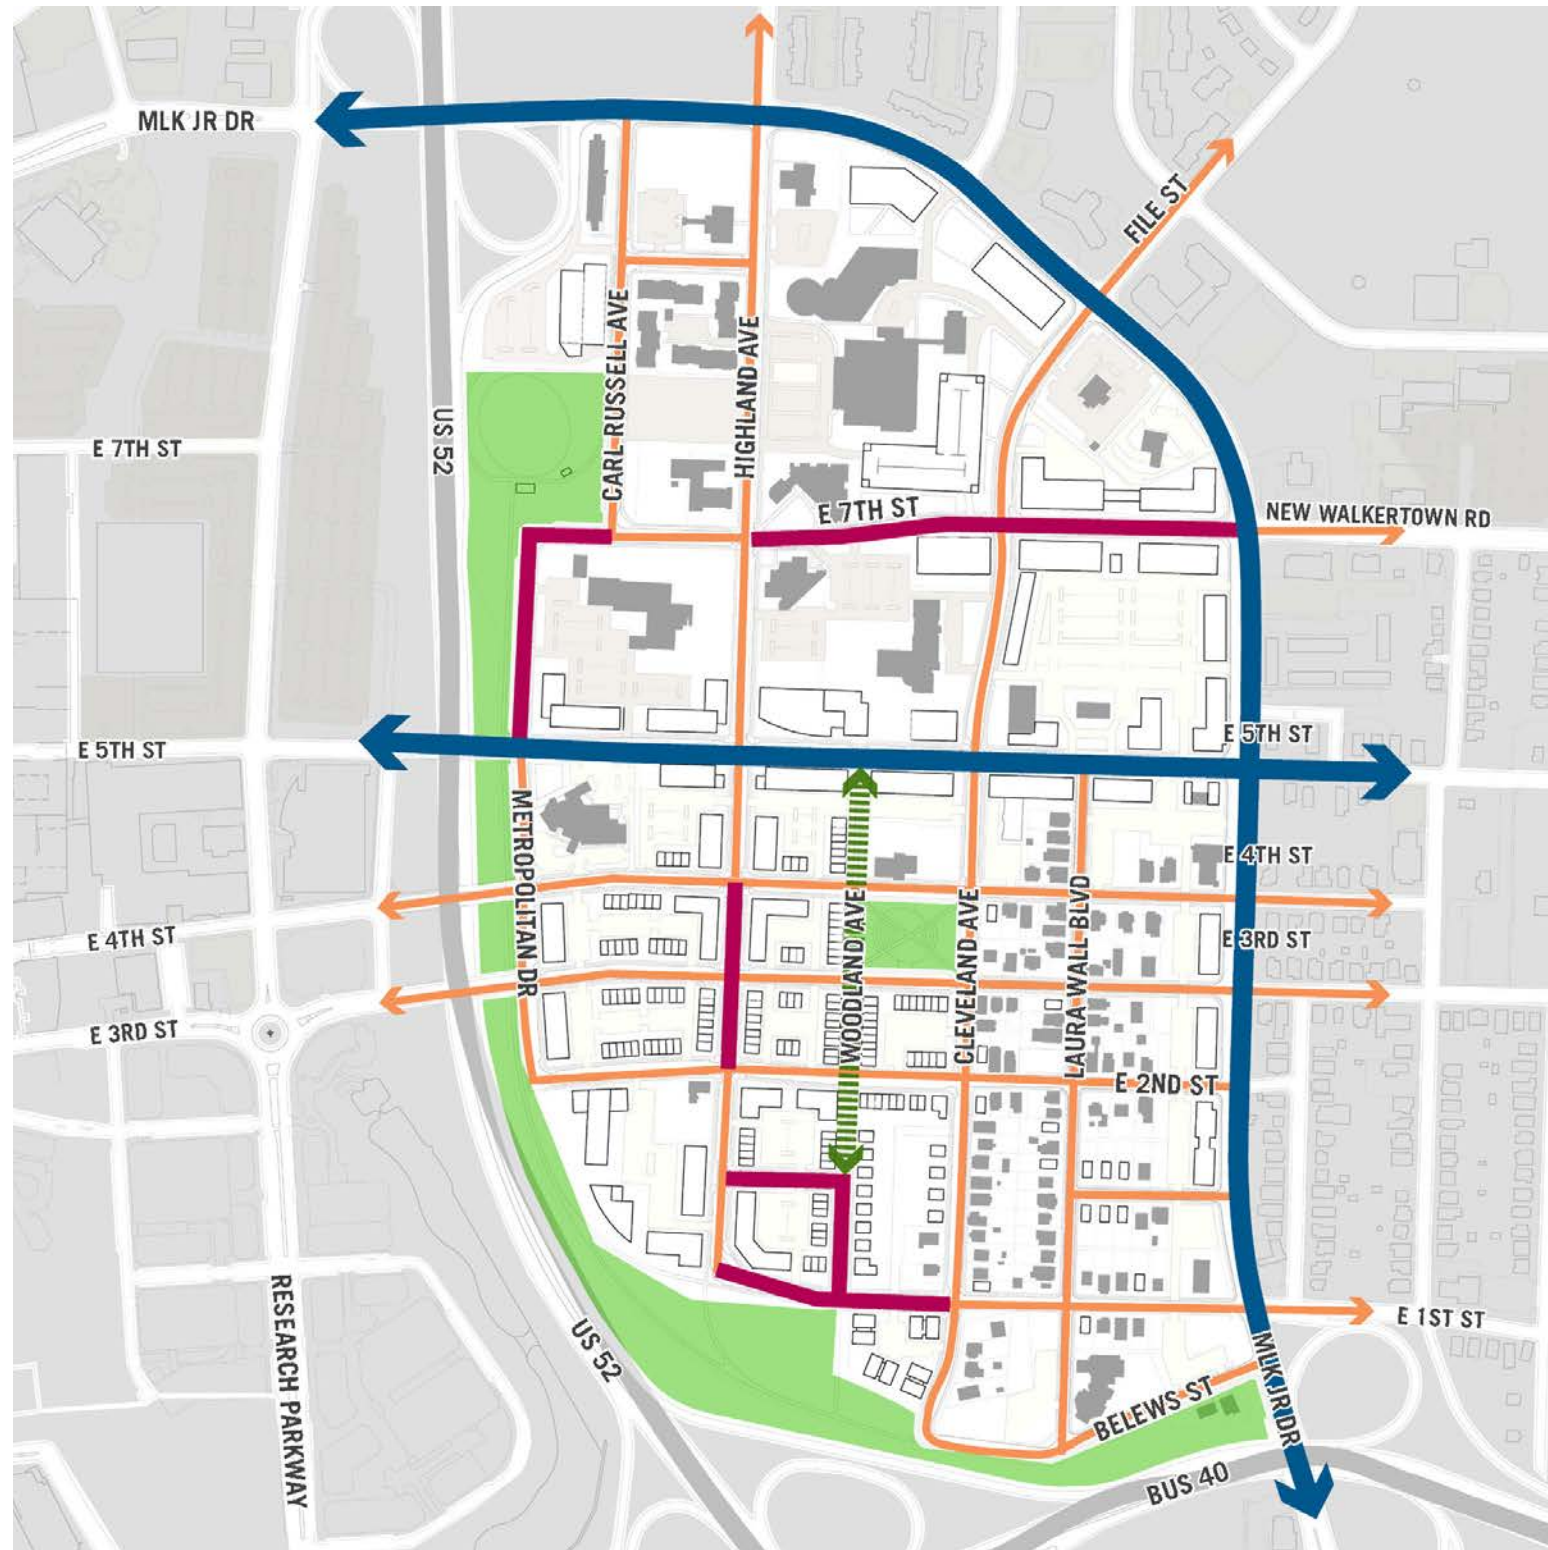 MLK JR DR
FILE ST
CARL RUSSELL AVE
HIGHLAND AVE
US 52
E 7TH ST
E 7TH ST
NEW WALKERTOWN RD
E 5TH ST
E 5TH ST
METROPOLITAN DR
E 4TH ST
WOODLAND AVE
CLEVELAND AVE
LAURA WALL BLVD
E 4TH ST
E 3RD ST
E 3RD ST
E 2ND ST
RESEARCH PARKWAY
US 52
E 1ST ST
MLK JR DR
BELEWS ST
BUS 40